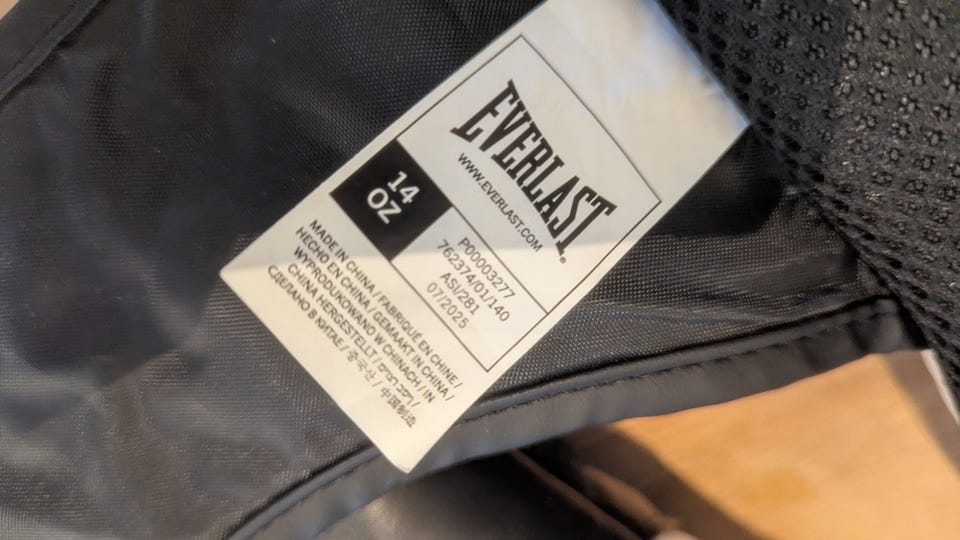 EVERLAST®
WWW.EVERLAST.COM
14
OZ
P00003277
762374/01/140
ASI/281
07/2025
MADE IN CHINA / FABRIQUÉ EN CHINE /
HECHO EN CHINA / GEMAAKT IN CHINA /
WYPRODUKOWANO W CHINACH / IN
CHINA HERGESTELLT /
СДЕЛАНО В КИТАЕ / 중국산 / 中国制造